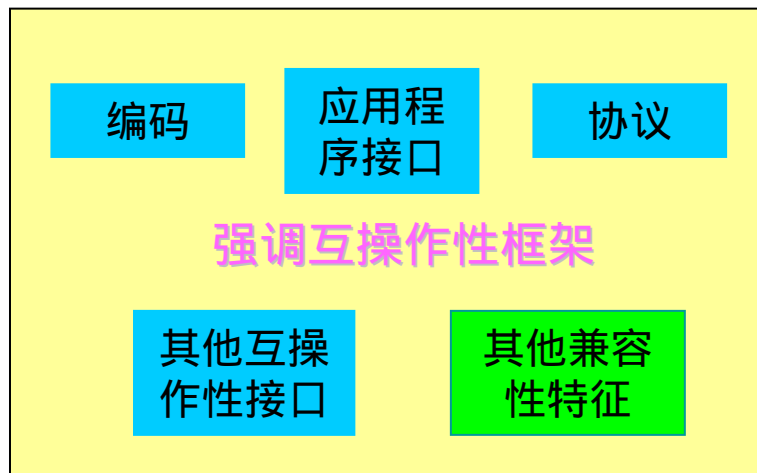 编码
应用程
序接口
协议
强调互操作性框架
其他互操
作性接口
其他兼容
性特征